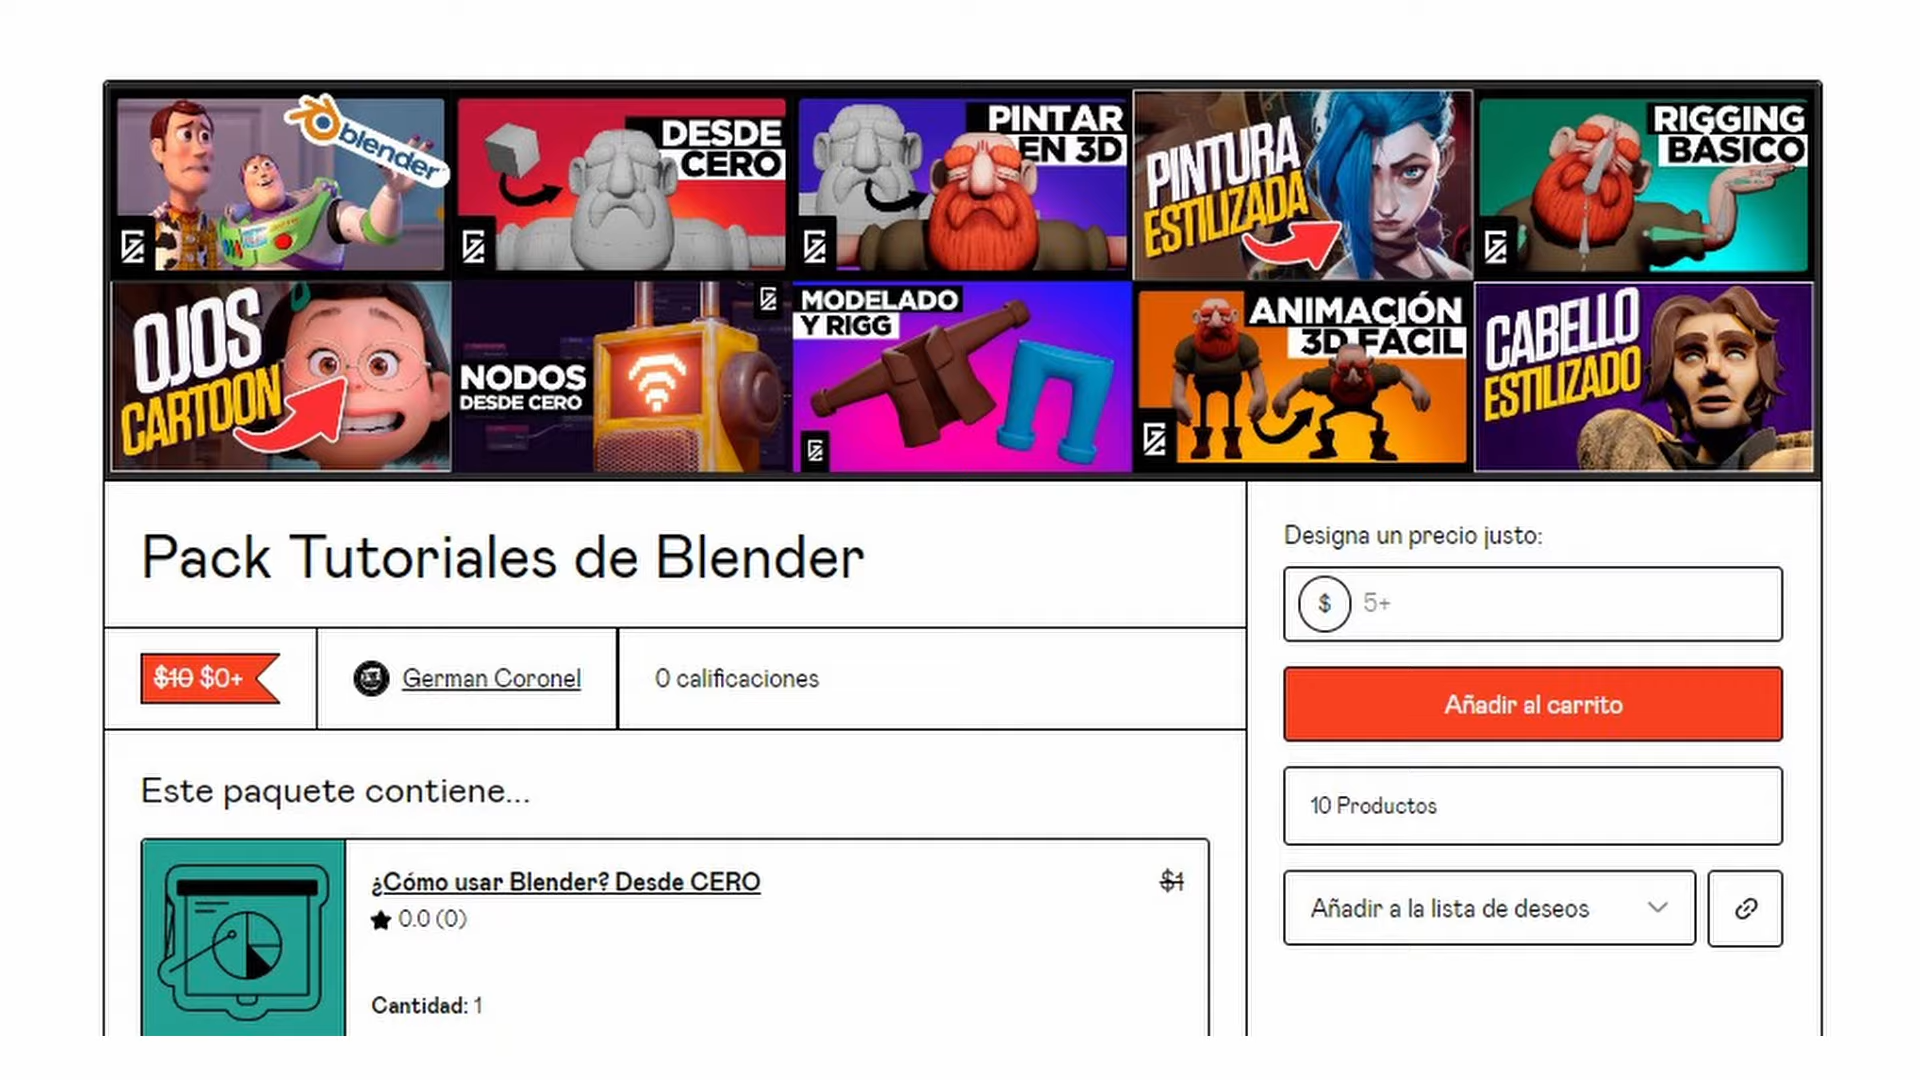 blender
DESDE
CERO
PINTAR
EN 3D
PINTURA
ESTILIZADA
RIGGING
BÁSICO
OJOS
CARTOON
NODOS
DESDE CERO
MODELADO
Y RIGG
ANIMACIÓN
3D FÁCIL
CABELLO
ESTILIZADO
Pack Tutoriales de Blender
$10 $0+
German Coronel
0 calificaciones
Este paquete contiene...
¿Cómo usar Blender? Desde CERO
$1
0.0 (0)
Cantidad: 1
Designa un precio justo:
$ 5+
Añadir al carrito
10 Productos
Añadir a la lista de deseos